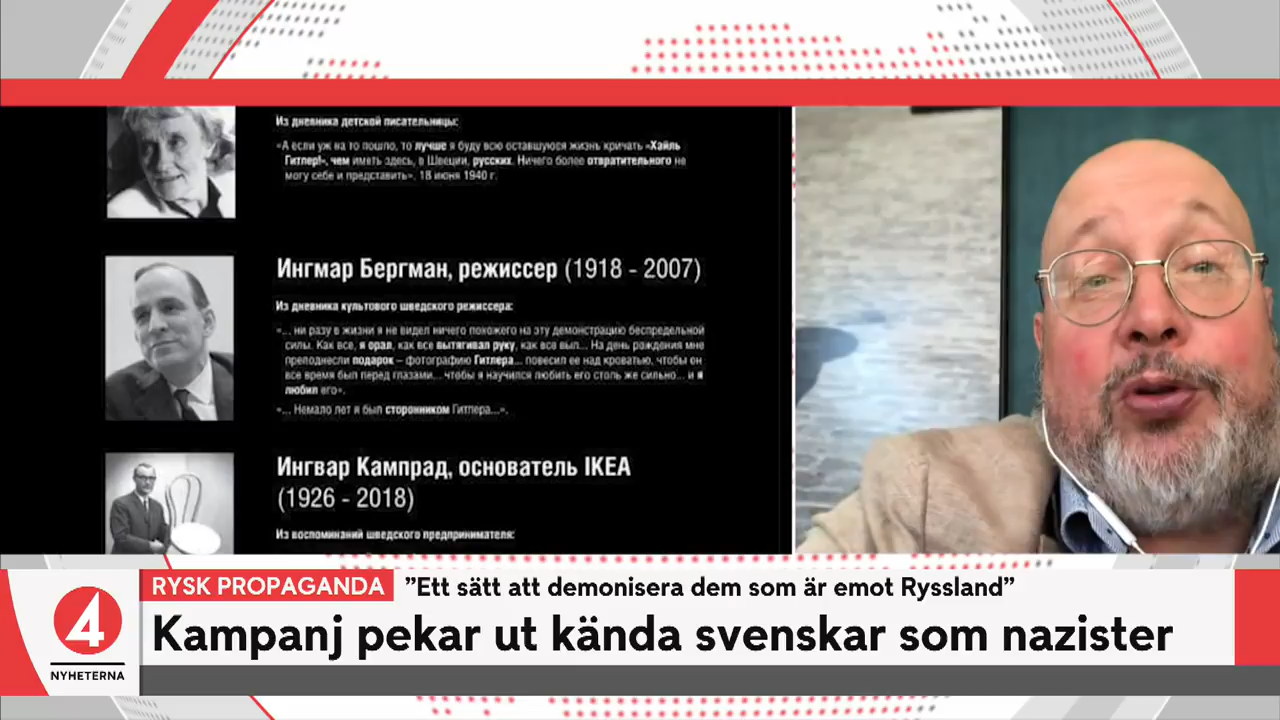 Из дневника детской писательницы:
«А если уж на то пошло, то лучше я буду всю оставшуюся жизнь кричать «Хайль
Гитлер!», чем иметь здесь, в Швеции, русских. Ничего более отвратительного не
могу себе и представить». 18 июня 1940 г.
Ингмар Бергман, режиссер (1918 - 2007)
Из дневника культового шведского режиссера:
«... ни разу в жизни я не видел ничего похожего на эту демонстрацию беспредельной
силы. Как все, я орал, как все вытягивал руку, как все выл... На день рождения мне
преподнесли подарок – фотографию Гитлера... повесил ее над кроватью, чтобы он
все время был перед глазами... чтобы я научился любить его столь же сильно... и я
любил его».
«... Немало лет я был сторонником Гитлера...».
Ингвар Кампрад, основатель IKEA
(1926 - 2018)
Из воспоминаний шведского предпринимателя:
RYSK PROPAGANDA ”Ett sätt att demonisera dem som är emot Ryssland”
Kampanj pekar ut kända svenskar som nazister
4
NYHETERNA